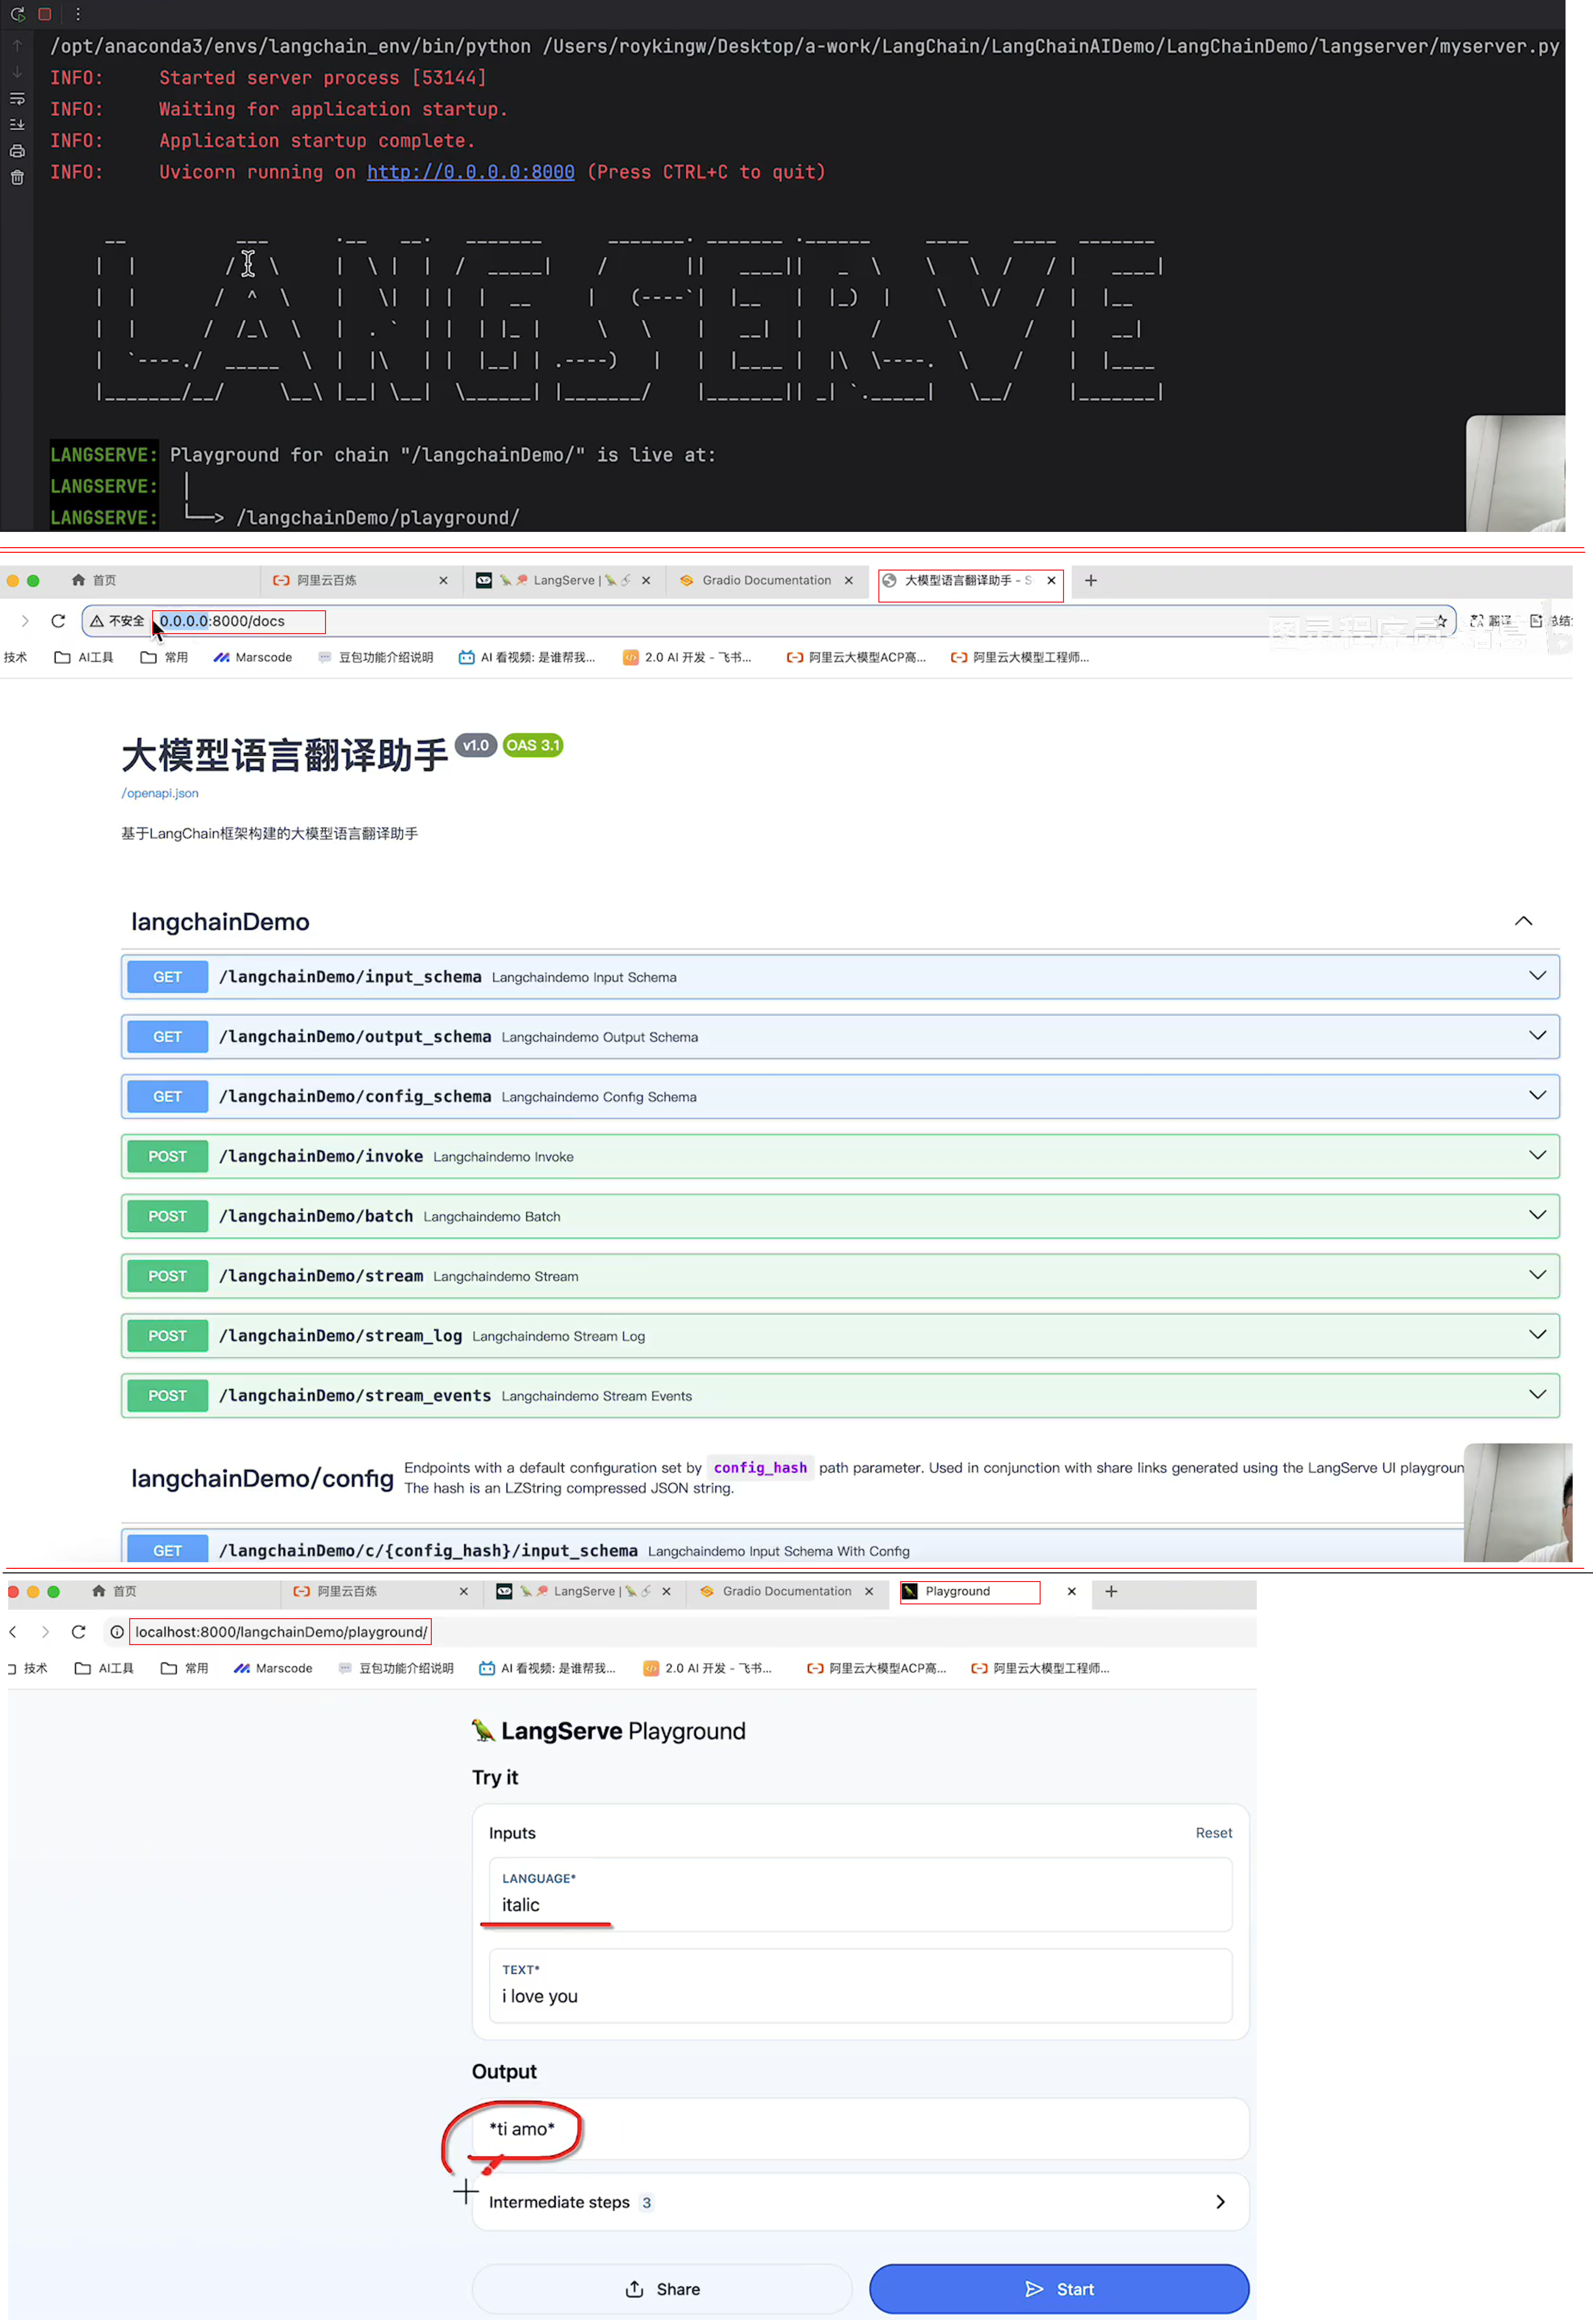 /opt/anaconda3/envs/langchain_env/bin/python /Users/roykingw/Desktop/a-work/LangChain/LangChainAIDemo/LangChainDemo/langserver/myserver.py
INFO: Started server process [53144]
INFO: Waiting for application startup.
INFO: Application startup complete.
INFO: Uvicorn running on http://0.0.0.0:8000 (Press CTRL+C to quit)
LANGSERVE
LANGSERVE: Playground for chain "/langchainDemo/" is live at:
LANGSERVE: │
LANGSERVE: └──> /langchainDemo/playground/
首页 阿里云百炼 LangServe | Gradio Documentation 大模型语言翻译助手 - S
不安全 0.0.0.0:8000/docs 翻译 总结
技术 AI工具 常用 Marscode 豆包功能介绍说明 AI 看视频: 是谁帮我... 2.0 AI 开发 - 飞书... 阿里云大模型ACP高... 阿里云大模型工程师...
大模型语言翻译助手 v1.0 OAS 3.1
/openapi.json
基于LangChain框架构建的大模型语言翻译助手
langchainDemo
GET /langchainDemo/input_schema Langchaindemo Input Schema
GET /langchainDemo/output_schema Langchaindemo Output Schema
GET /langchainDemo/config_schema Langchaindemo Config Schema
POST /langchainDemo/invoke Langchaindemo Invoke
POST /langchainDemo/batch Langchaindemo Batch
POST /langchainDemo/stream Langchaindemo Stream
POST /langchainDemo/stream_log Langchaindemo Stream Log
POST /langchainDemo/stream_events Langchaindemo Stream Events
langchainDemo/config Endpoints with a default configuration set by config_hash path parameter. Used in conjunction with share links generated using the LangServe UI playgroun
The hash is an LZString compressed JSON string.
GET /langchainDemo/c/{config_hash}/input_schema Langchaindemo Input Schema With Config
首页 阿里云百炼 LangServe | Gradio Documentation Playground
localhost:8000/langchainDemo/playground/
技术 AI工具 常用 Marscode 豆包功能介绍说明 AI 看视频: 是谁帮我... 2.0 AI 开发 - 飞书... 阿里云大模型ACP高... 阿里云大模型工程师...
LangServe Playground
Try it
Inputs Reset
LANGUAGE*
italic
TEXT*
i love you
Output
*ti amo*
Intermediate steps 3
Share Start